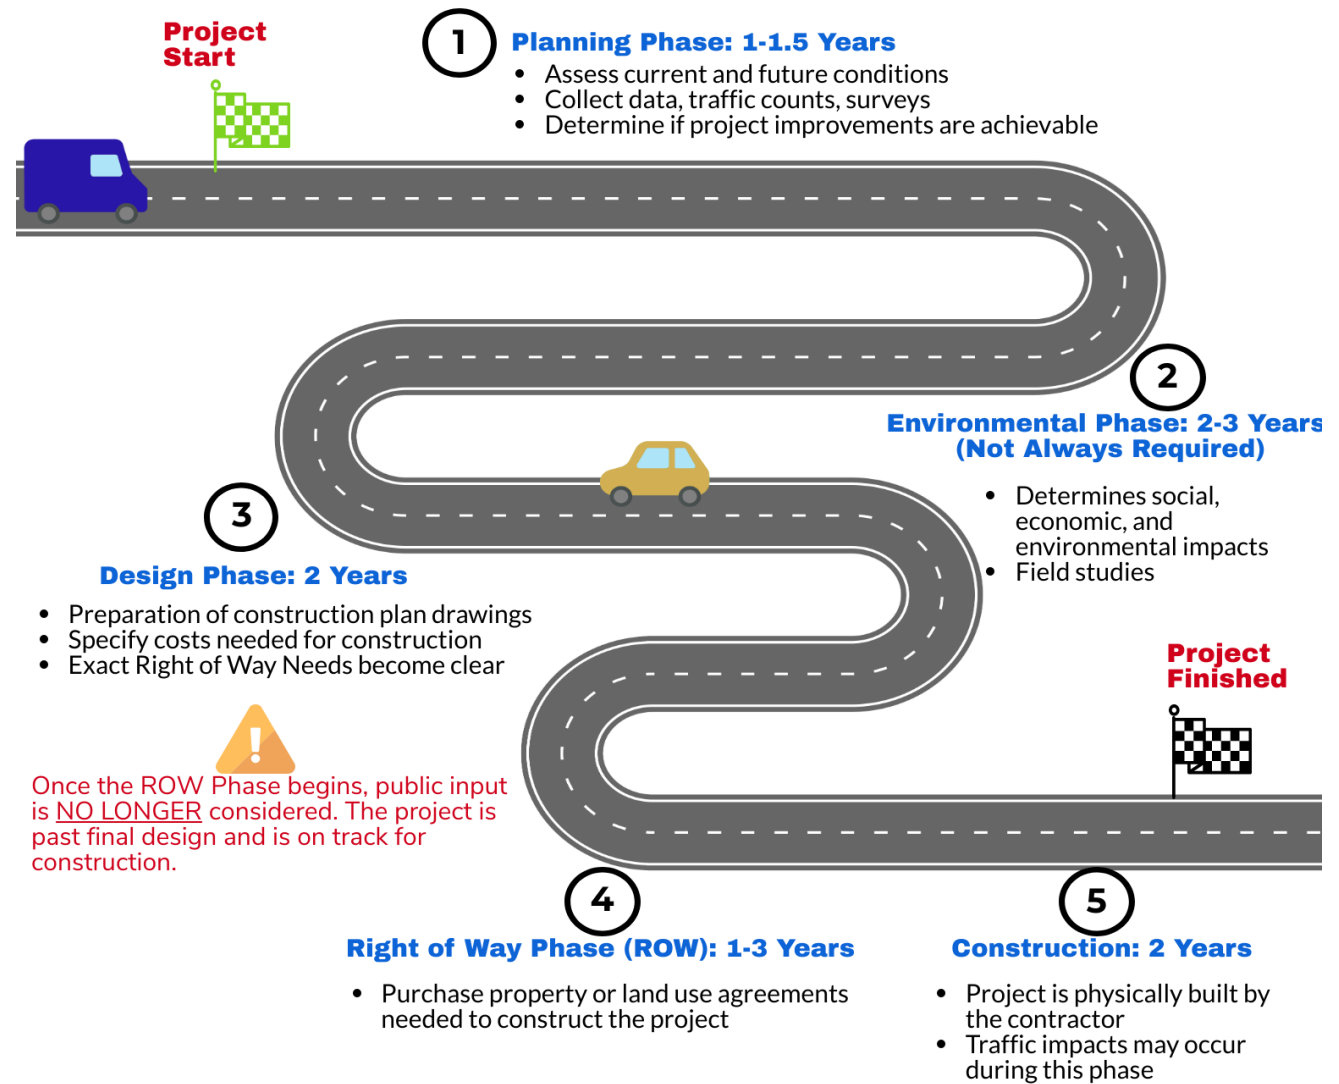 Project
Start
1
Planning Phase: 1-1.5 Years
• Assess current and future conditions
• Collect data, traffic counts, surveys
• Determine if project improvements are achievable
2
Environmental Phase: 2-3 Years
(Not Always Required)
• Determines social,
economic, and
environmental impacts
• Field studies
3
Design Phase: 2 Years
• Preparation of construction plan drawings
• Specify costs needed for construction
• Exact Right of Way Needs become clear
!
Once the ROW Phase begins, public input
is NO LONGER considered. The project is
past final design and is on track for
construction.
Project
Finished
4
Right of Way Phase (ROW): 1-3 Years
• Purchase property or land use agreements
needed to construct the project
5
Construction: 2 Years
• Project is physically built by
the contractor
• Traffic impacts may occur
during this phase